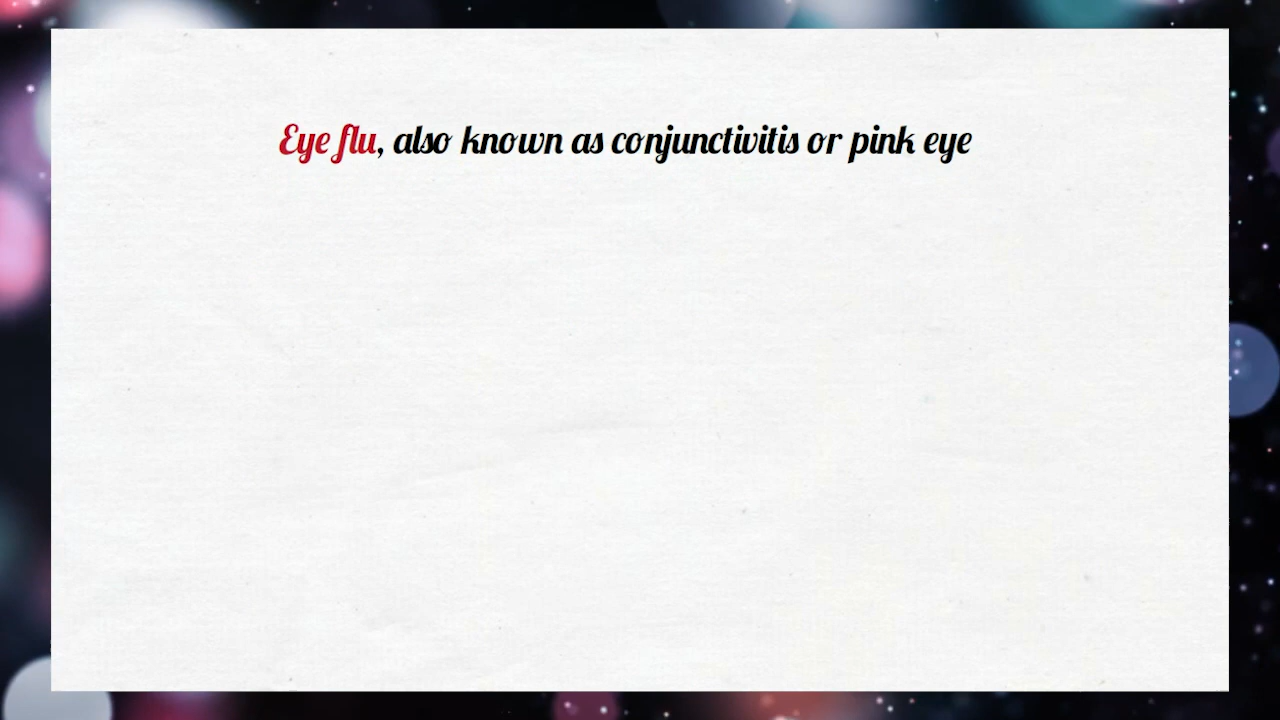 Eye flu, also known as conjunctivitis or pink eye